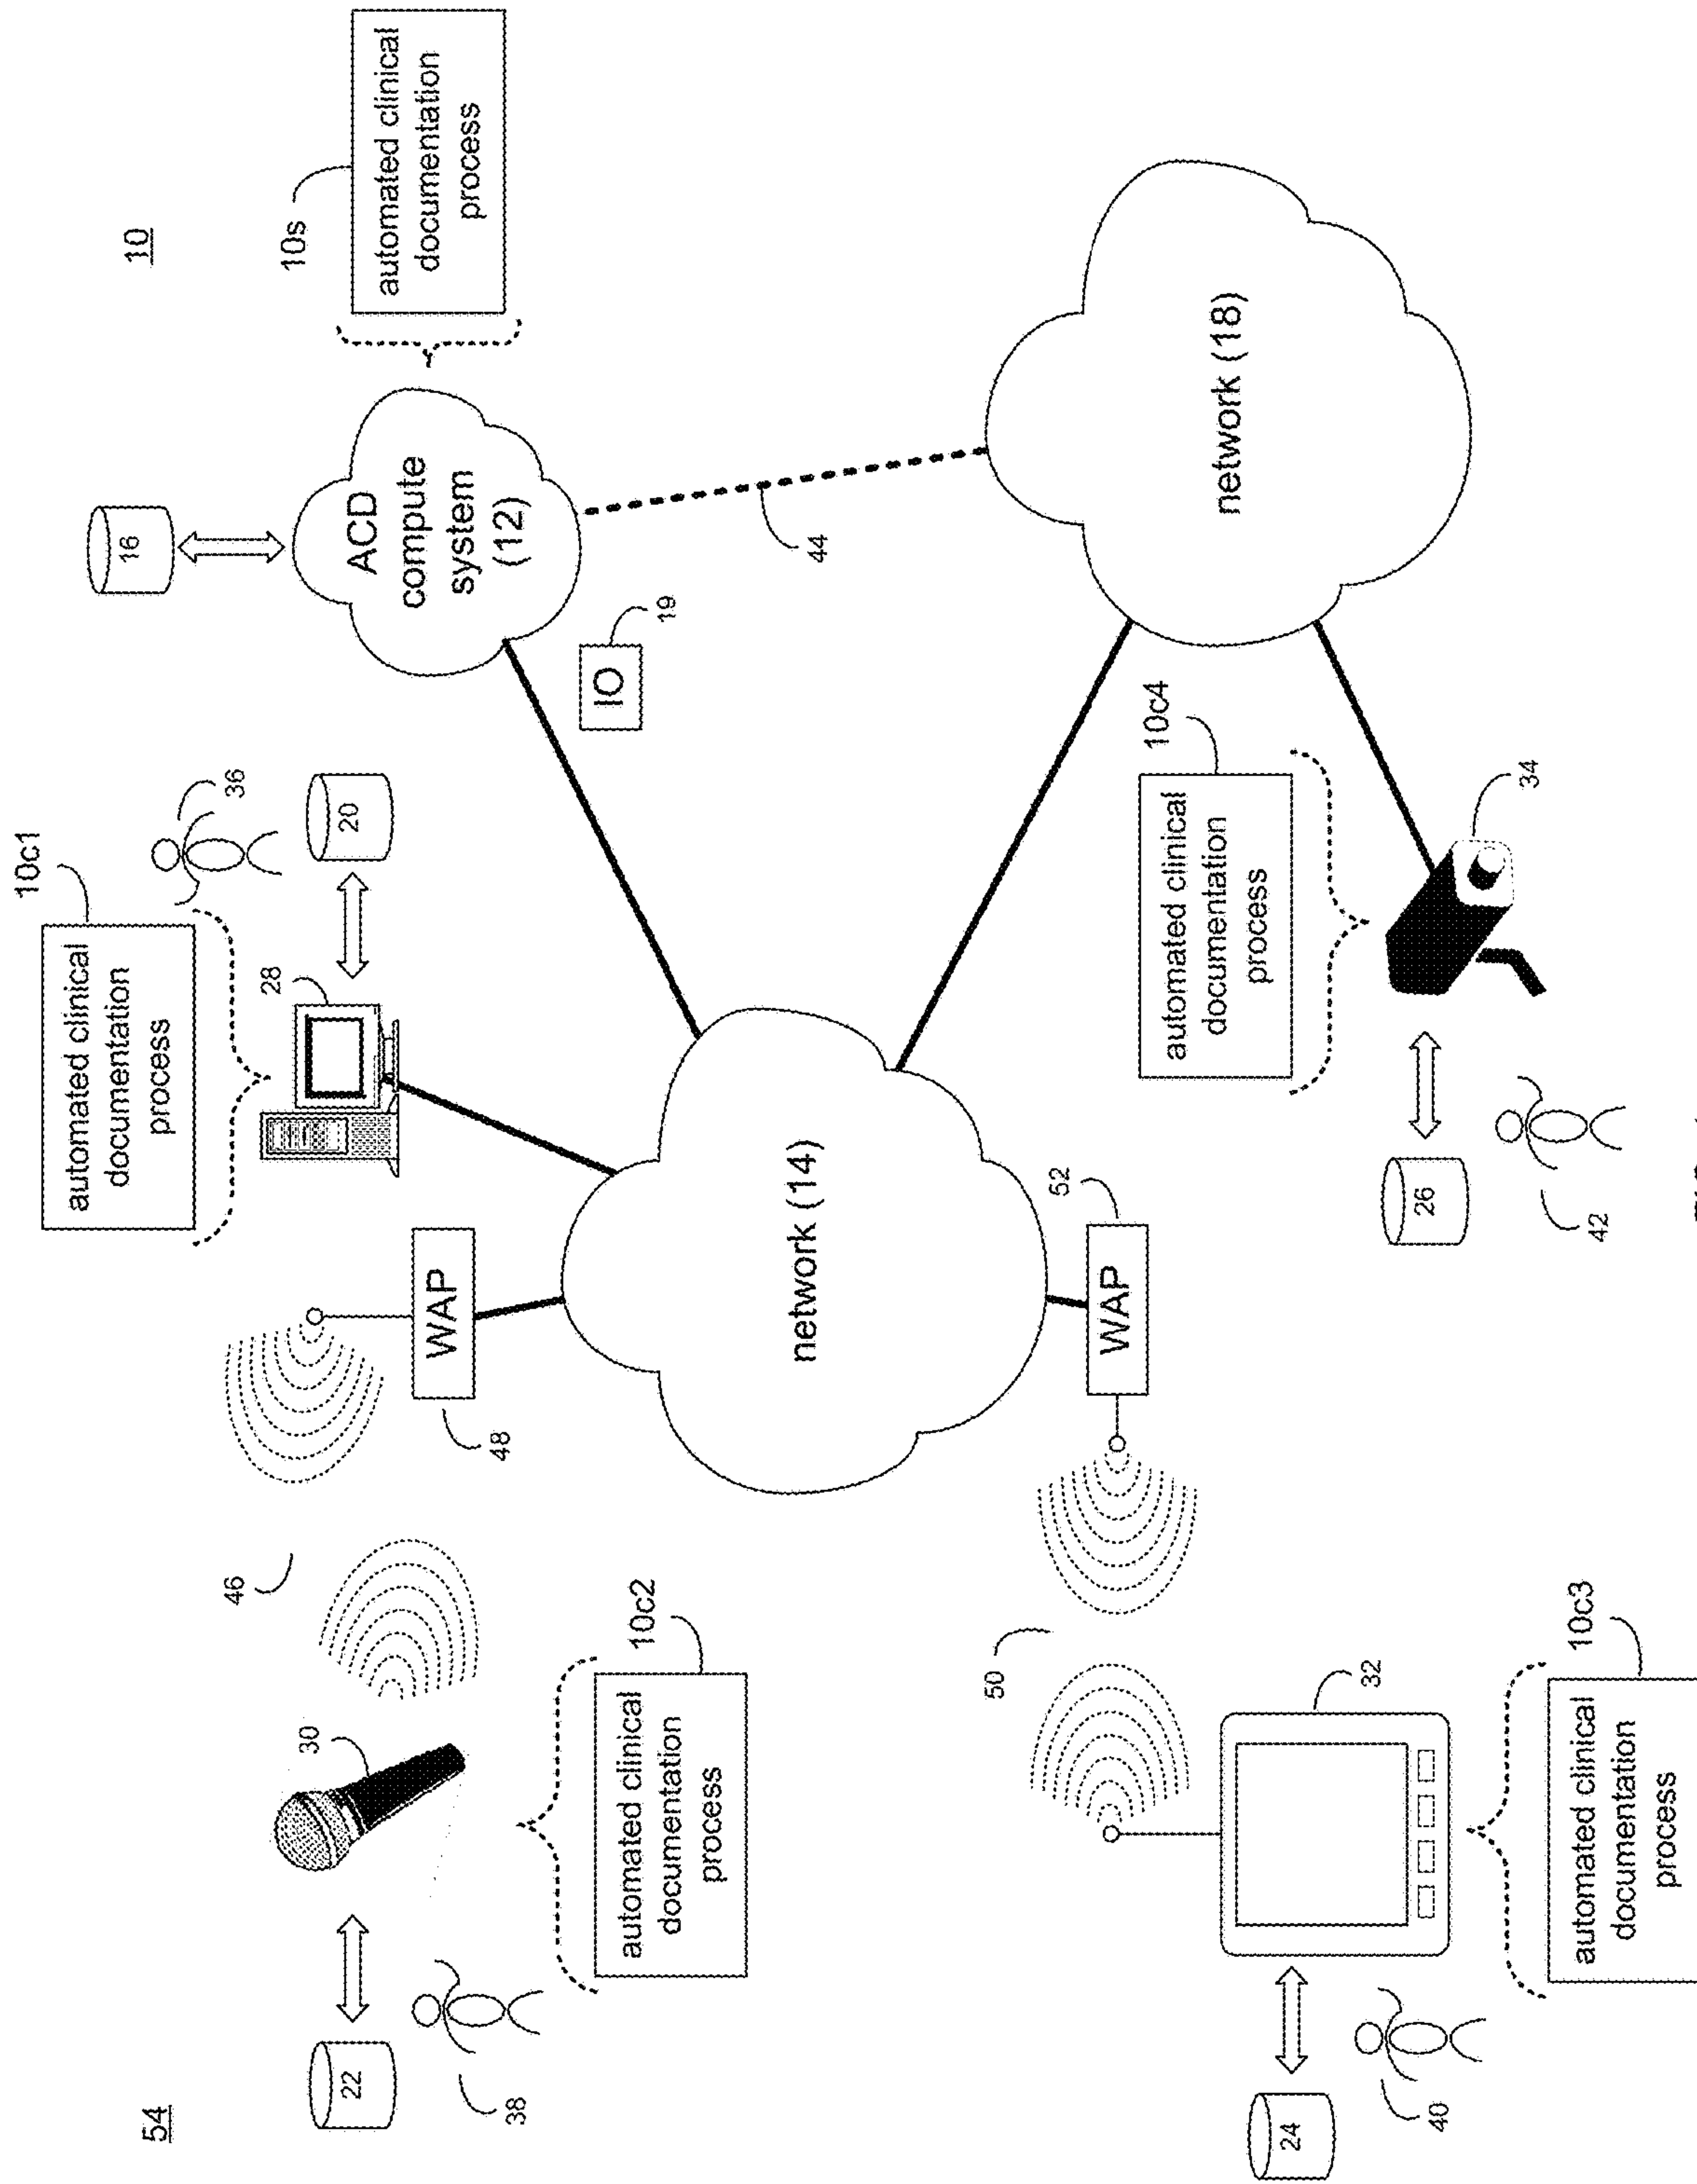 54
10
22
38
30
automated clinical
documentation
process
10c2
46
WAP
48
automated clinical
documentation
process
10c1
28
36
20
16
ACD
compute
system
(12)
10s
automated clinical
documentation
process
IO
19
44
network (14)
network (18)
24
40
32
automated clinical
documentation
process
10c3
50
WAP
52
automated clinical
documentation
process
10c4
34
26
42